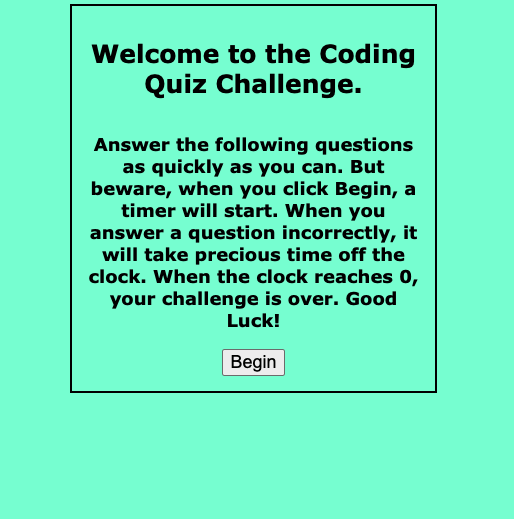 Welcome to the Coding
Quiz Challenge.
Answer the following questions
as quickly as you can. But
beware, when you click Begin, a
timer will start. When you
answer a question incorrectly, it
will take precious time off the
clock. When the clock reaches 0,
your challenge is over. Good
Luck!
Begin